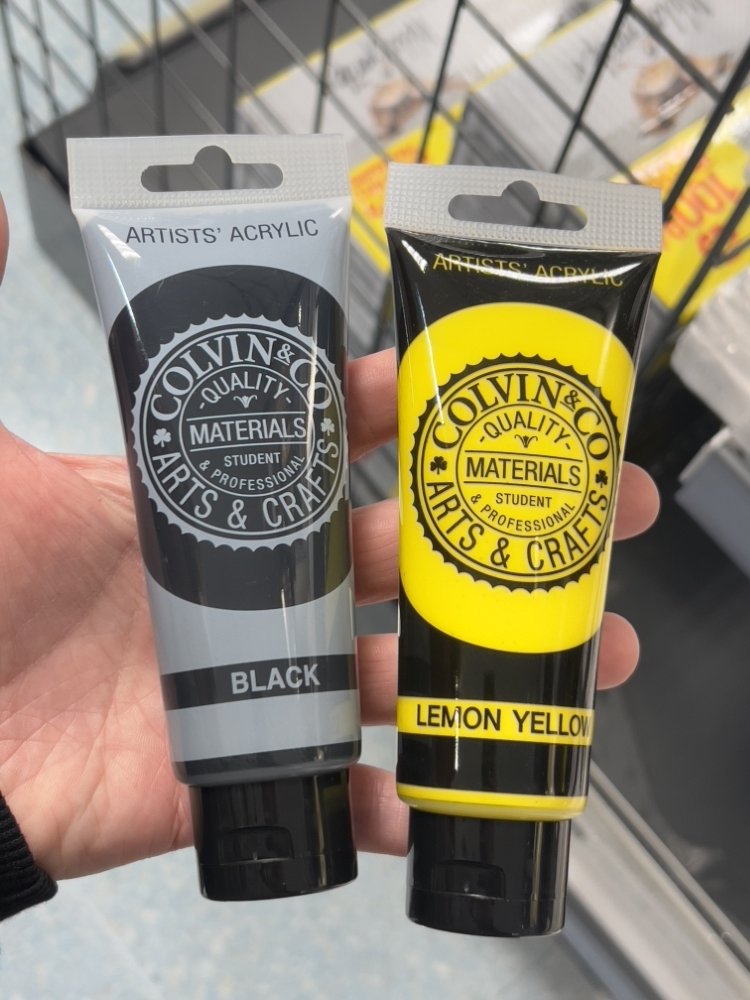 ARTISTS' ACRYLIC
COLVIN & CO
-QUALITY-
MATERIALS
STUDENT
& PROFESSIONAL
ARTS & CRAFTS
BLACK
ARTISTS' ACRYLIC
COLVIN & CO
-QUALITY-
MATERIALS
STUDENT
& PROFESSIONAL
ARTS & CRAFTS
LEMON YELLOW